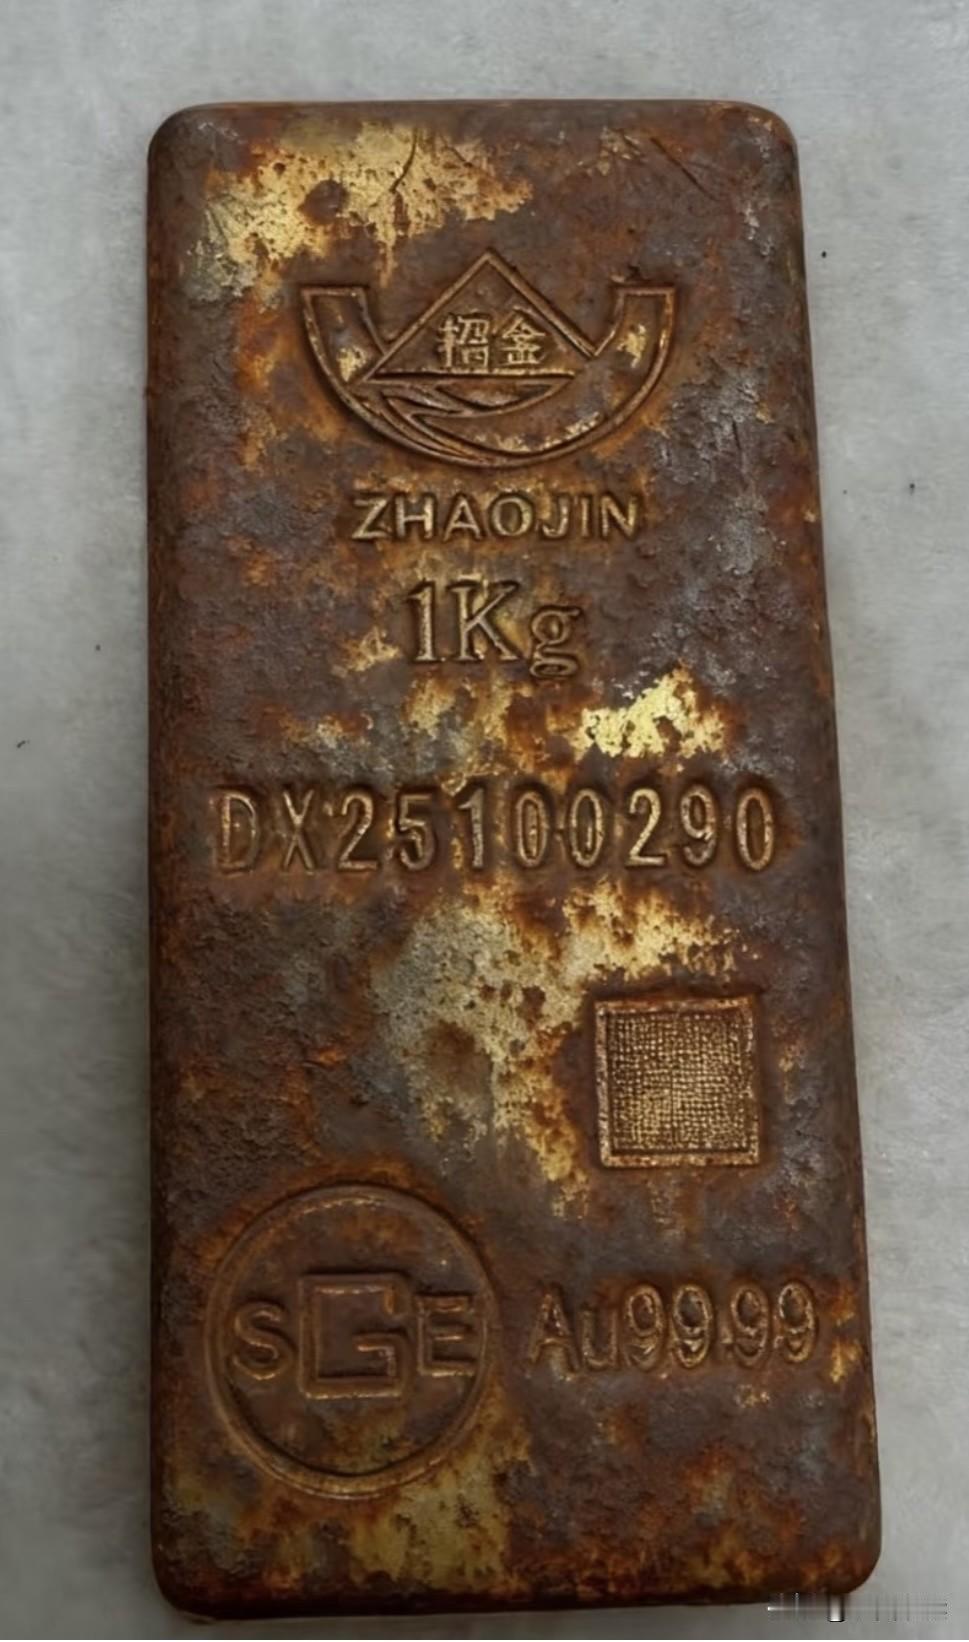 招金
ZHAOJIN
1Kg
DX25100290
SGE
Au99.99